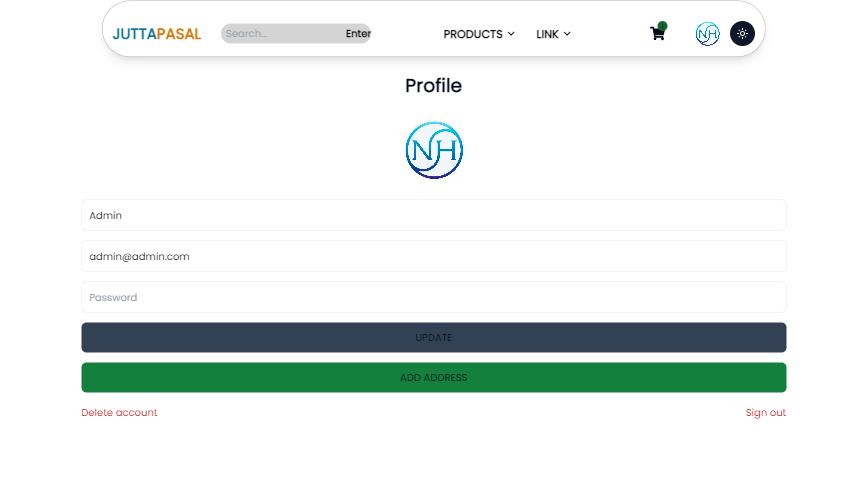 JUTTAPASAL Search... Enter PRODUCTS LINK NH
Profile
NH
Admin
admin@admin.com
Password
UPDATE
ADD ADDRESS
Delete account Sign out